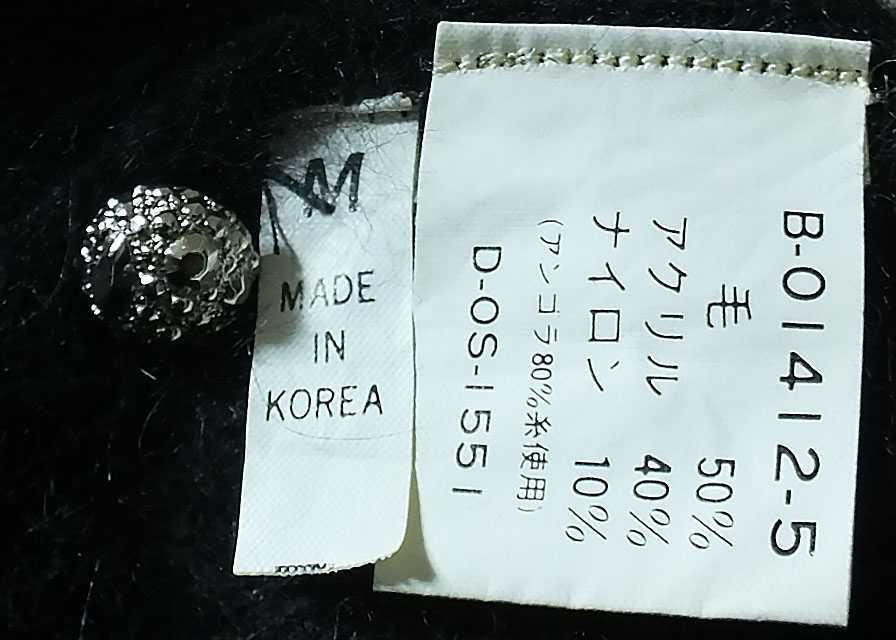 M
MADE
IN
KOREA
B-01412-5
毛 50%
アクリル 40%
ナイロン 10%
(アンゴラ80%糸使用)
D-OS-1551